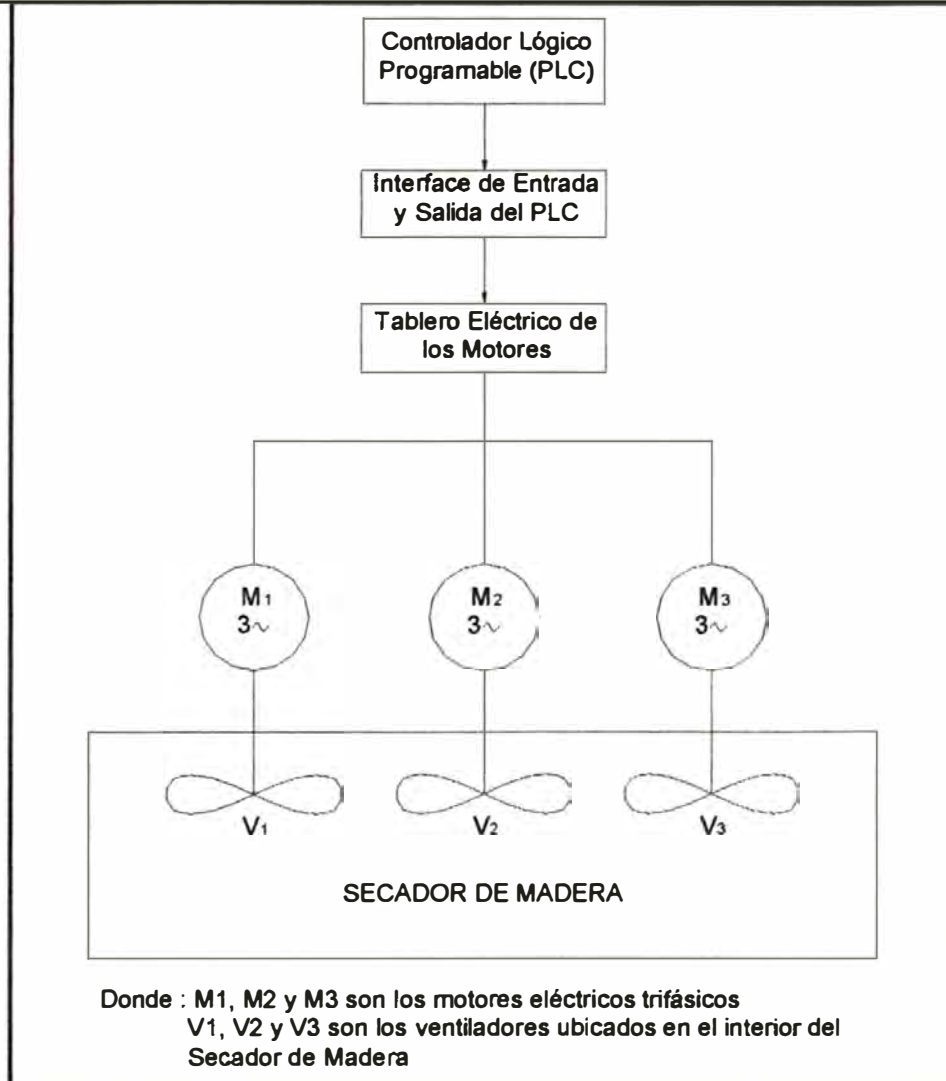 Controlador Lógico
Programable (PLC)
Interface de Entrada
y Salida del PLC
Tablero Eléctrico de
los Motores
M1 M2 M3
3~ 3~ 3~
V1 V2 V3
SECADOR DE MADERA
Donde : M1, M2 y M3 son los motores eléctricos trifásicos
V1, V2 y V3 son los ventiladores ubicados en el interior del
Secador de Madera